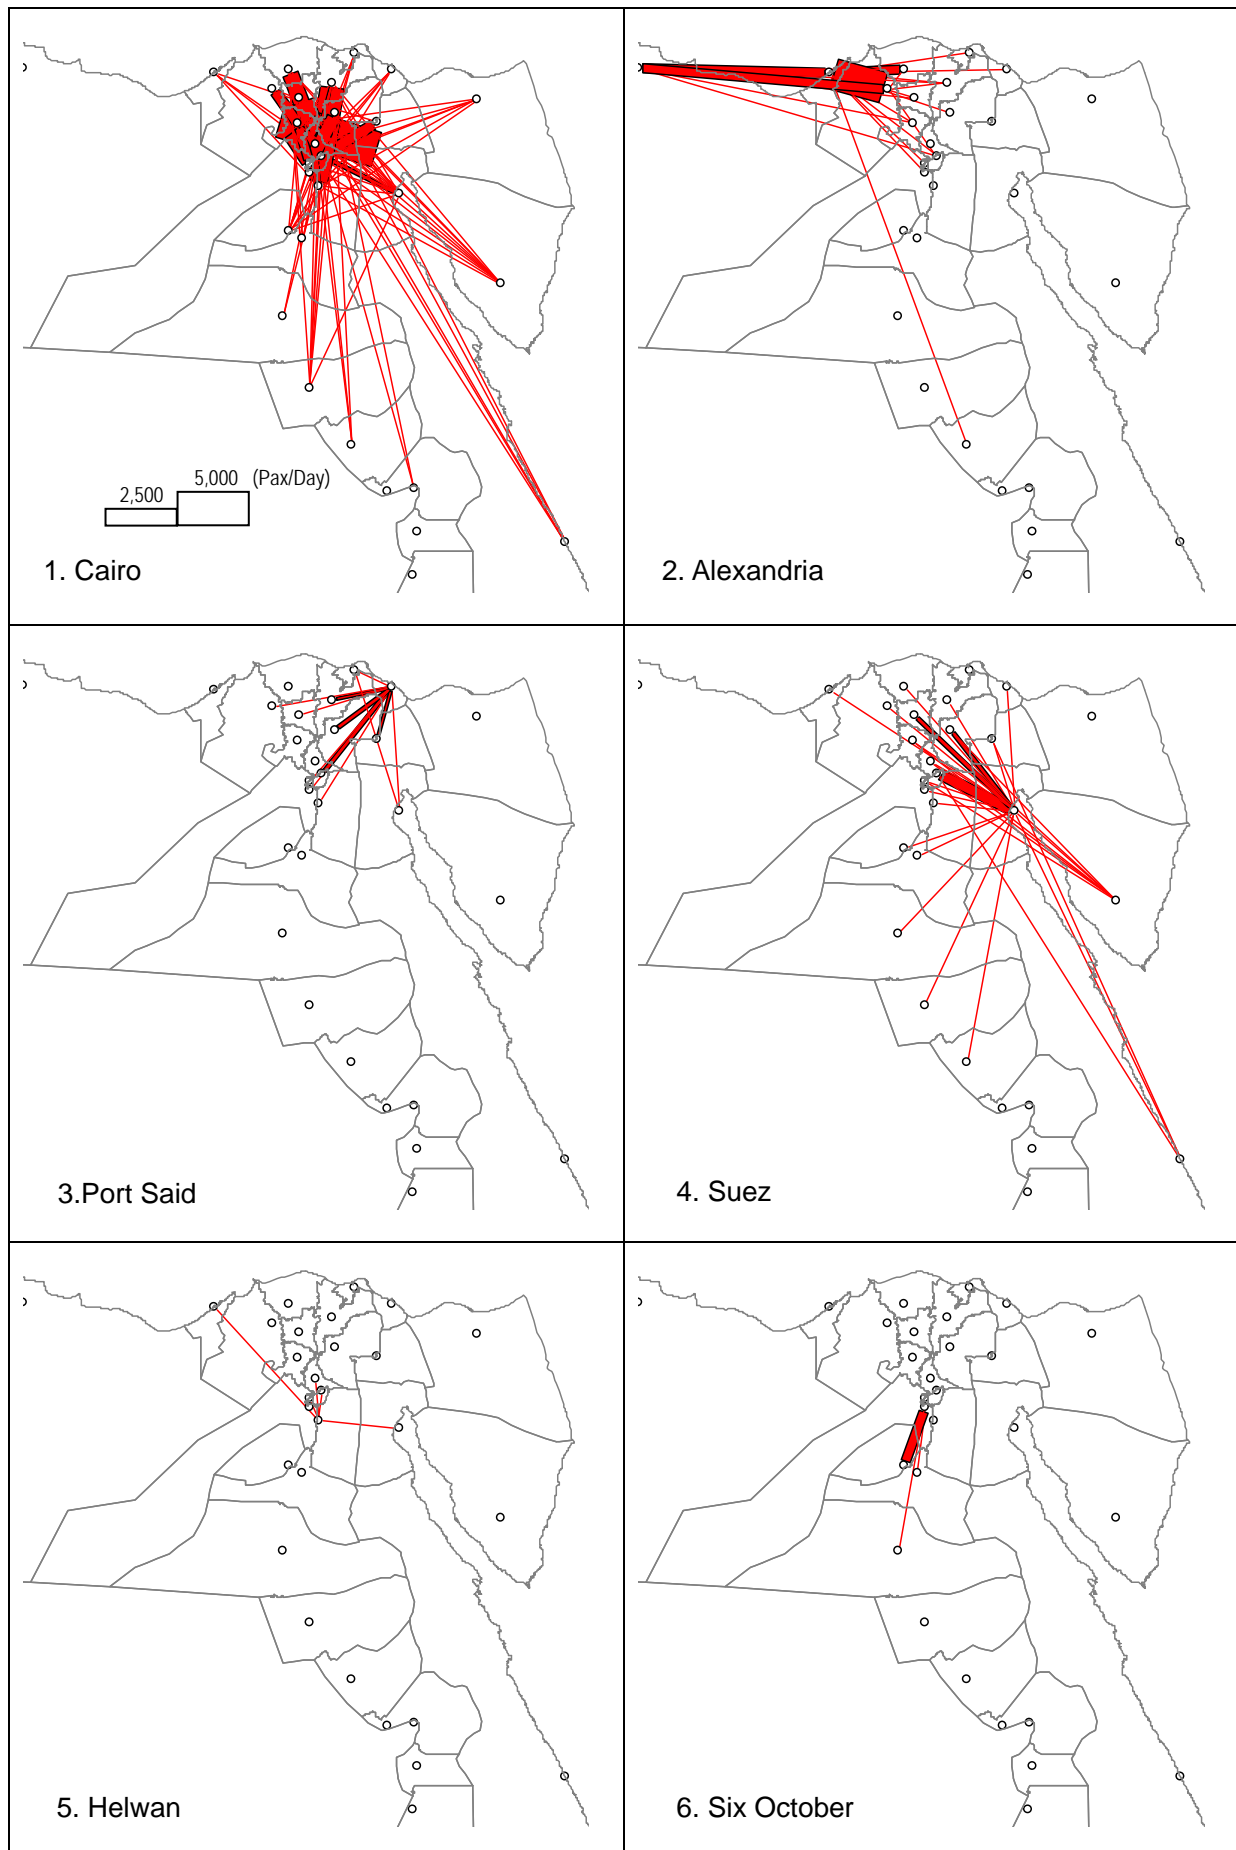 5,000 (Pax/Day)
2,500
1. Cairo
2. Alexandria
3.Port Said
4. Suez
5. Helwan
6. Six October